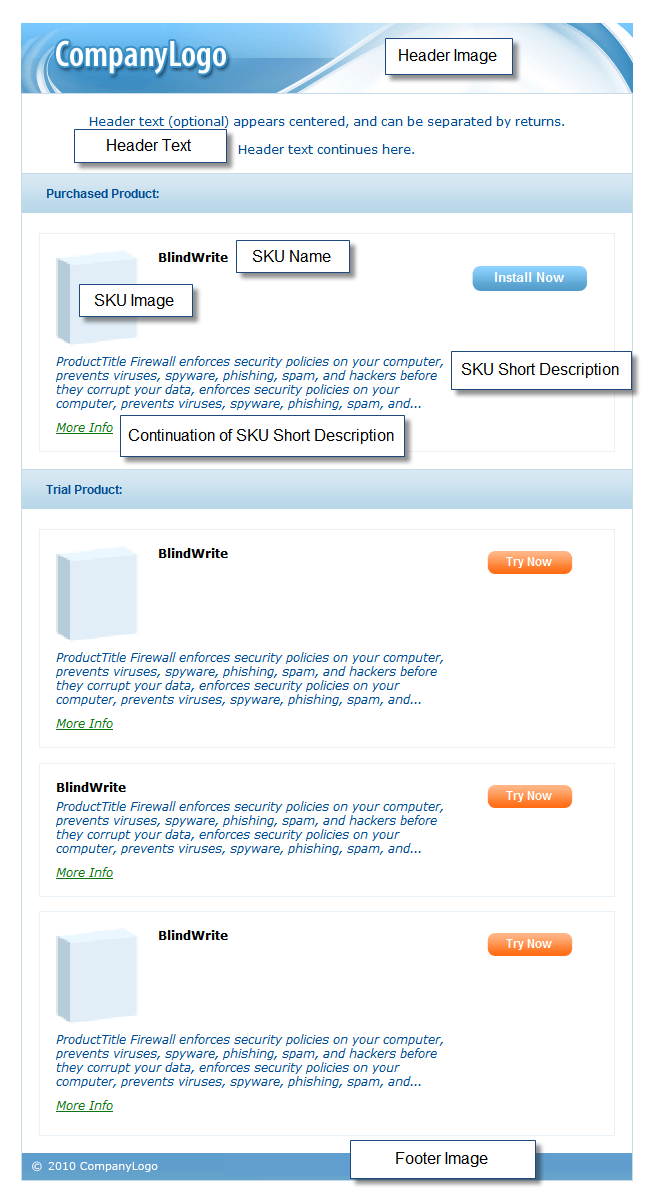 CompanyLogo
Header Image
Header text (optional) appears centered, and can be separated by returns.
Header Text
Header text continues here.
Purchased Product:
BlindWrite
SKU Name
Install Now
SKU Image
ProductTitle Firewall enforces security policies on your computer,
prevents viruses, spyware, phishing, spam, and hackers before
they corrupt your data, enforces security policies on your
computer, prevents viruses, spyware, phishing, spam, and...
SKU Short Description
More Info
Continuation of SKU Short Description
Trial Product:
BlindWrite
Try Now
ProductTitle Firewall enforces security policies on your computer,
prevents viruses, spyware, phishing, spam, and hackers before
they corrupt your data, enforces security policies on your
computer, prevents viruses, spyware, phishing, spam, and...
More Info
BlindWrite
Try Now
ProductTitle Firewall enforces security policies on your computer,
prevents viruses, spyware, phishing, spam, and hackers before
they corrupt your data, enforces security policies on your
computer, prevents viruses, spyware, phishing, spam, and...
More Info
BlindWrite
Try Now
ProductTitle Firewall enforces security policies on your computer,
prevents viruses, spyware, phishing, spam, and hackers before
they corrupt your data, enforces security policies on your
computer, prevents viruses, spyware, phishing, spam, and...
More Info
Footer Image
© 2010 CompanyLogo